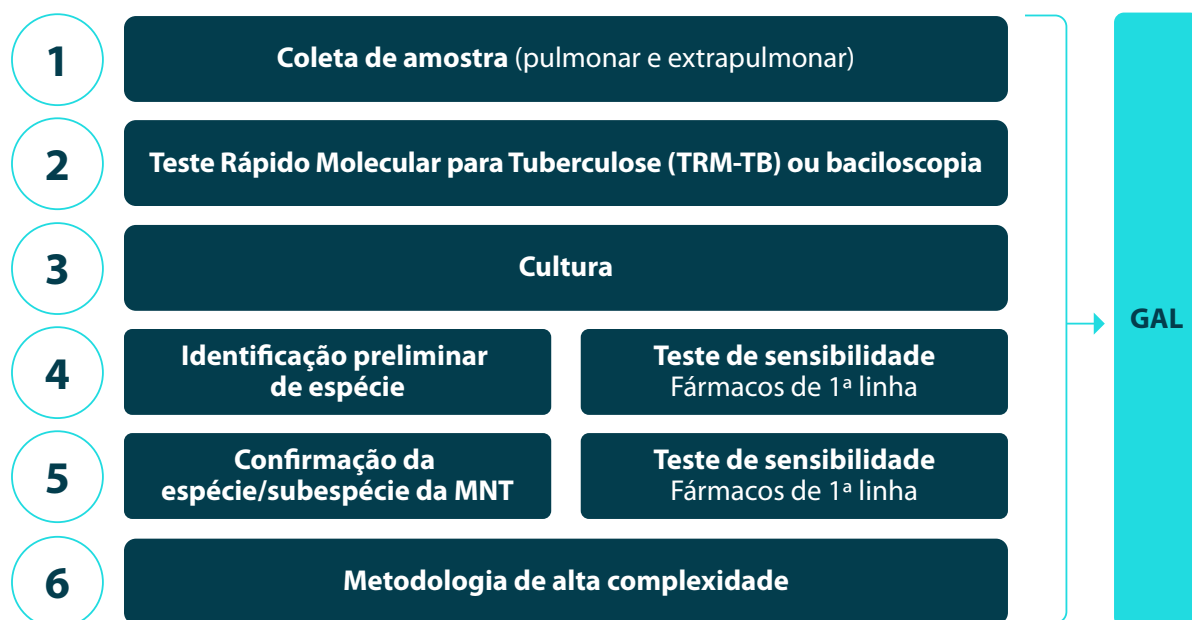 1
Coleta de amostra (pulmonar e extrapulmonar)
2
Teste Rápido Molecular para Tuberculose (TRM-TB) ou baciloscopia
3
Cultura
4
Identificação preliminar
de espécie
Teste de sensibilidade
Fármacos de 1ª linha
5
Confirmação da
espécie/subespécie da MNT
Teste de sensibilidade
Fármacos de 1ª linha
6
Metodologia de alta complexidade
GAL